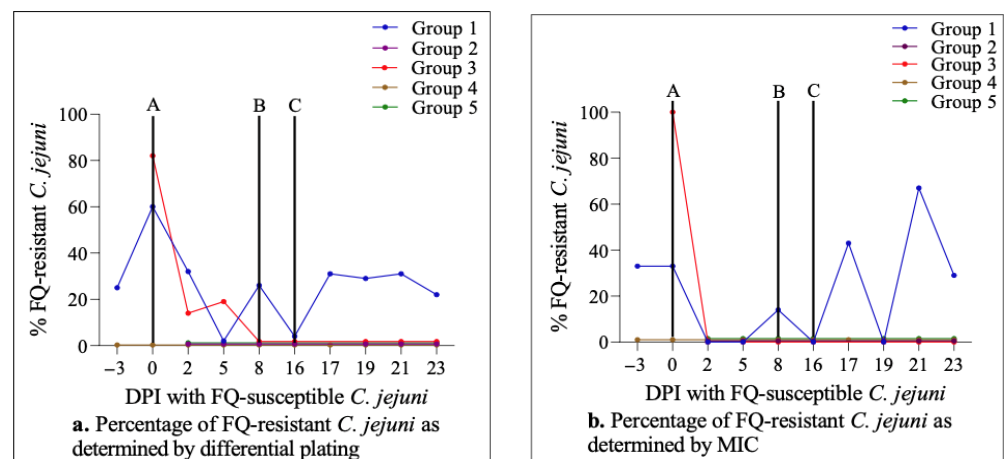 Group 1
Group 2
Group 3
Group 4
Group 5
A
B
C
100
80
60
40
20
0
% FQ-resistant C. jejuni
−3 0 2 5 8 16 17 19 21 23
DPI with FQ-susceptible C. jejuni
a. Percentage of FQ-resistant C. jejuni as
determined by differential plating
Group 1
Group 2
Group 3
Group 4
Group 5
A
B
C
100
80
60
40
20
0
% FQ-resistant C. jejuni
−3 0 2 5 8 16 17 19 21 23
DPI with FQ-susceptible C. jejuni
b. Percentage of FQ-resistant C. jejuni as
determined by MIC